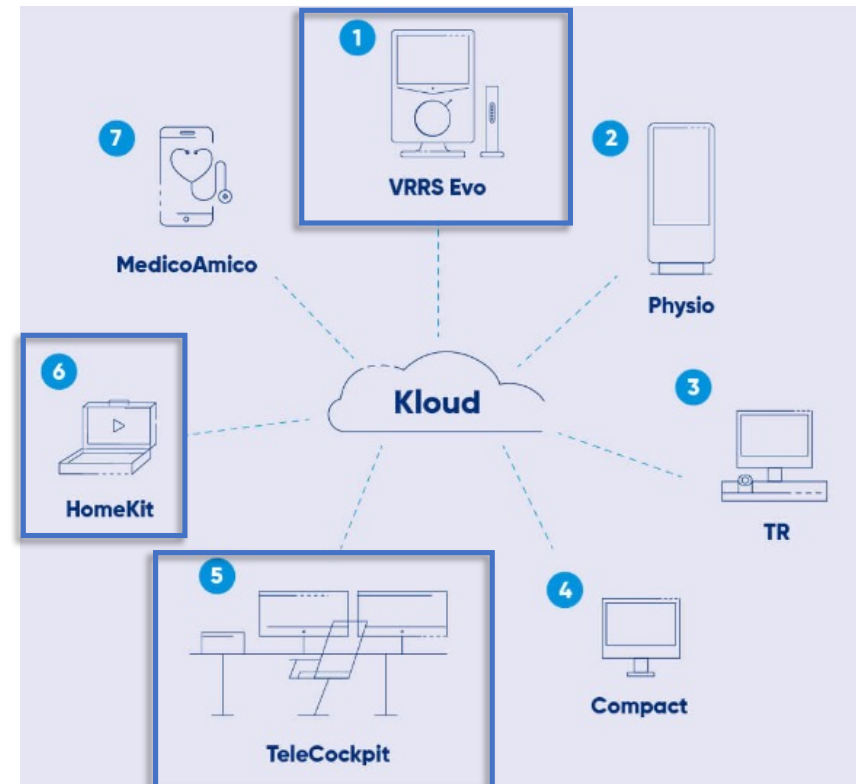 1
VRRS Evo
2
Physio
3
TR
4
Compact
5
TeleCockpit
6
HomeKit
7
MedicoAmico
Kloud